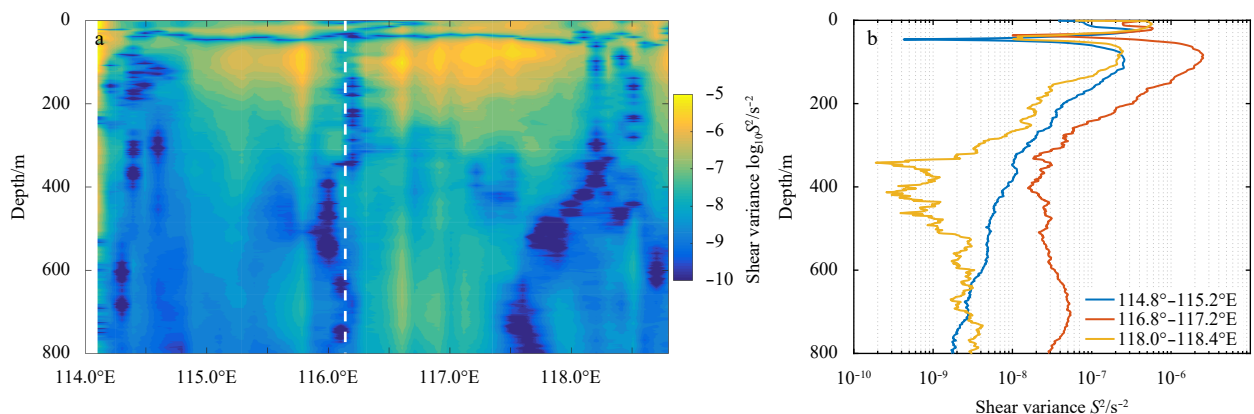 a
0
200
400
600
800
Depth/m
114.0°E 115.0°E 116.0°E 117.0°E 118.0°E
-5
-6
-7
-8
-9
-10
Shear variance log₁₀S²/s⁻²
b
0
200
400
600
800
Depth/m
114.8°–115.2°E
116.8°–117.2°E
118.0°–118.4°E
10⁻¹⁰ 10⁻⁹ 10⁻⁸ 10⁻⁷ 10⁻⁶
Shear variance S²/s⁻²